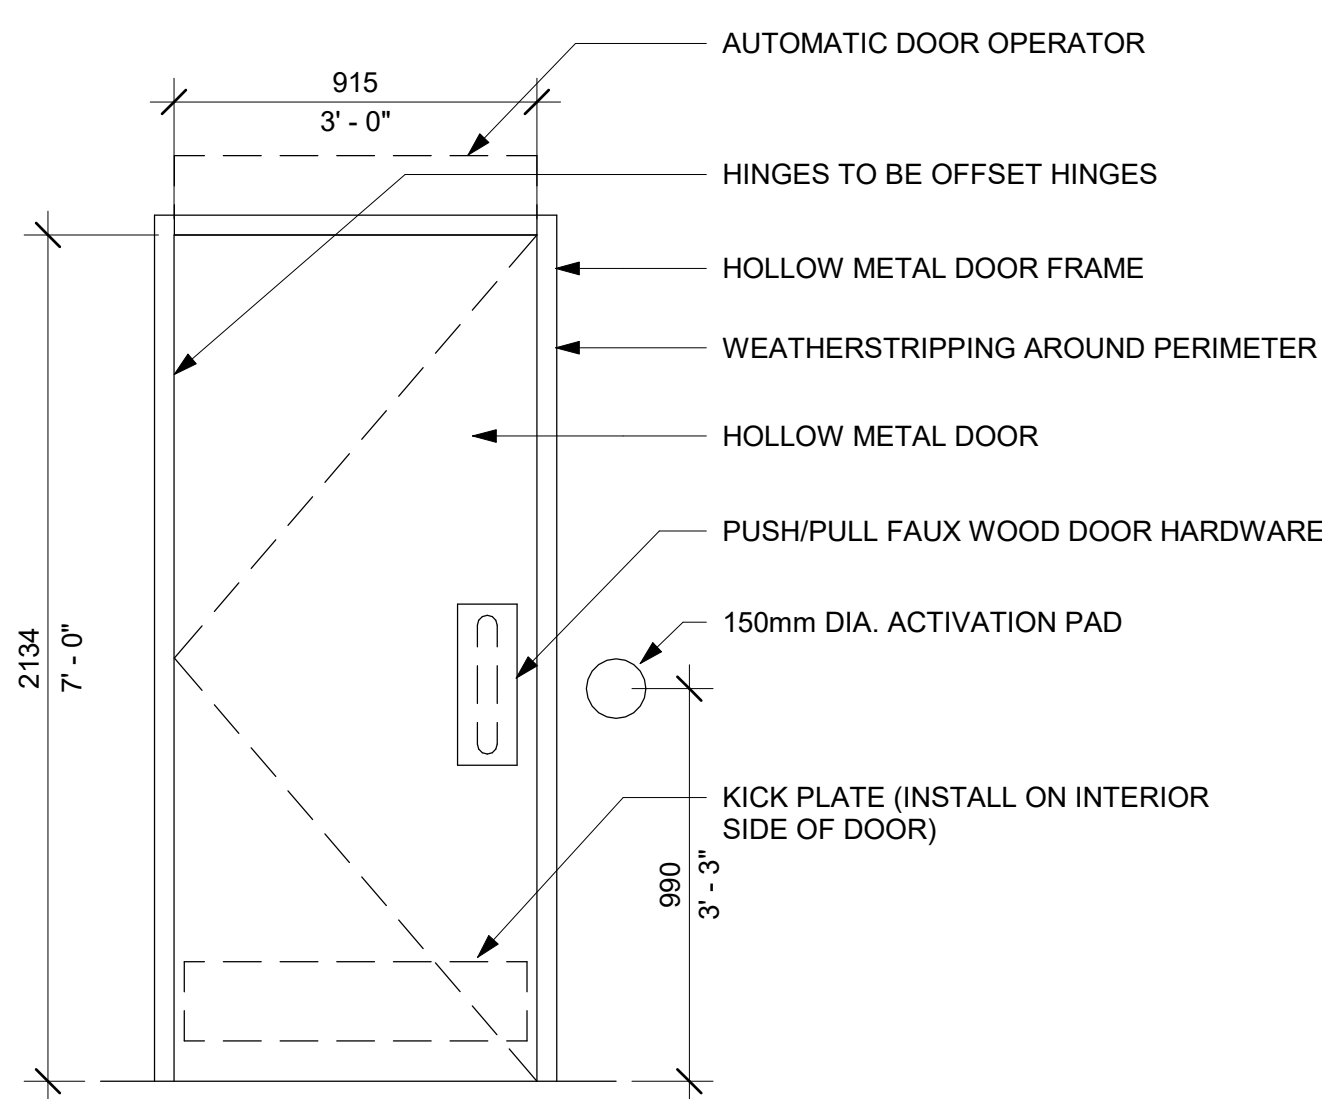 AUTOMATIC DOOR OPERATOR
915
3' - 0"
HINGES TO BE OFFSET HINGES
HOLLOW METAL DOOR FRAME
WEATHERSTRIPPING AROUND PERIMETER
HOLLOW METAL DOOR
PUSH/PULL FAUX WOOD DOOR HARDWARE
150mm DIA. ACTIVATION PAD
2134
7' - 0"
KICK PLATE (INSTALL ON INTERIOR
SIDE OF DOOR)
990
3' - 3"